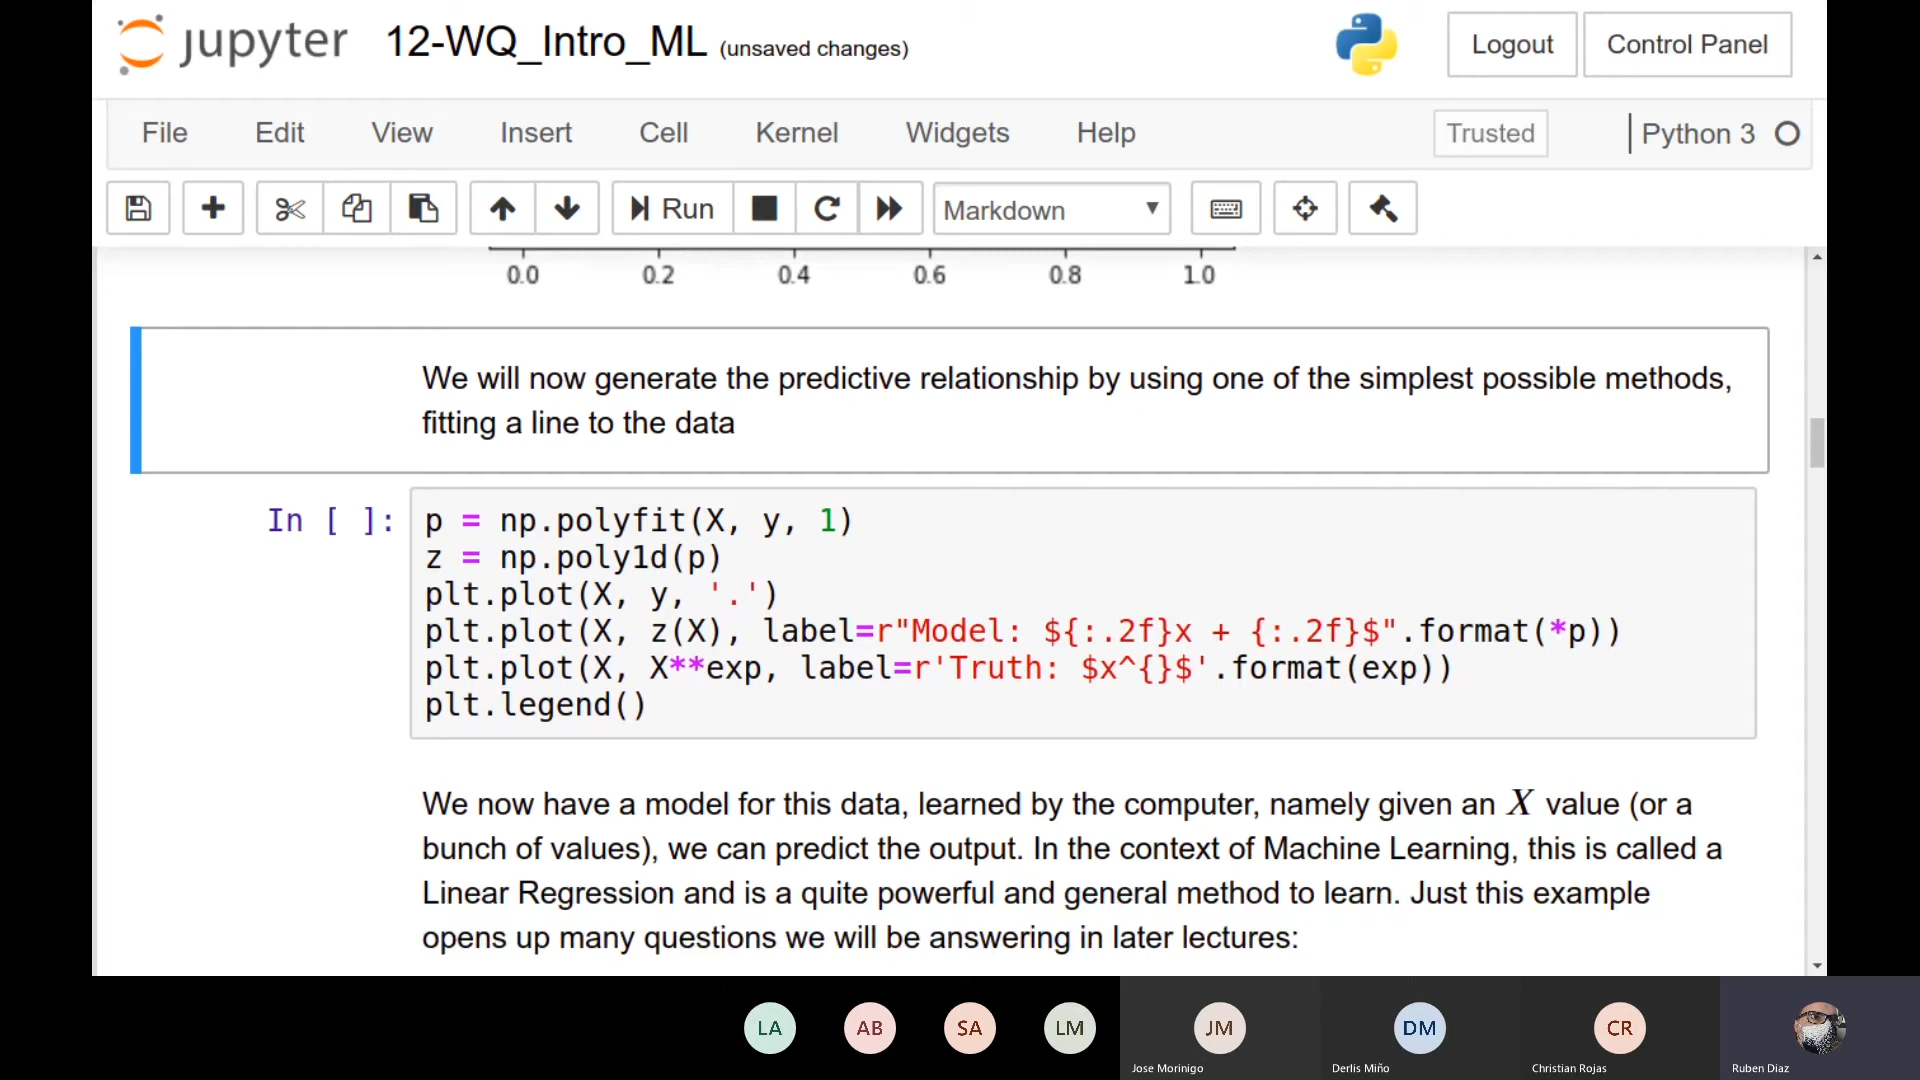 jupyter 12-WQ_Intro_ML (unsaved changes) Logout Control Panel
File Edit View Insert Cell Kernel Widgets Help Trusted Python 3
Run Markdown
0.0 0.2 0.4 0.6 0.8 1.0
We will now generate the predictive relationship by using one of the simplest possible methods,
fitting a line to the data
In [ ]: p = np.polyfit(X, y, 1)
z = np.poly1d(p)
plt.plot(X, y, '.')
plt.plot(X, z(X), label=r"Model: ${:.2f}x + {:.2f}$".format(*p))
plt.plot(X, X**exp, label=r'Truth: $x^{}$'.format(exp))
plt.legend()
We now have a model for this data, learned by the computer, namely given an X value (or a
bunch of values), we can predict the output. In the context of Machine Learning, this is called a
Linear Regression and is a quite powerful and general method to learn. Just this example
opens up many questions we will be answering in later lectures:
LA AB SA LM JM DM CR
Jose Morinigo Derlis Miño Christian Rojas Ruben Diaz